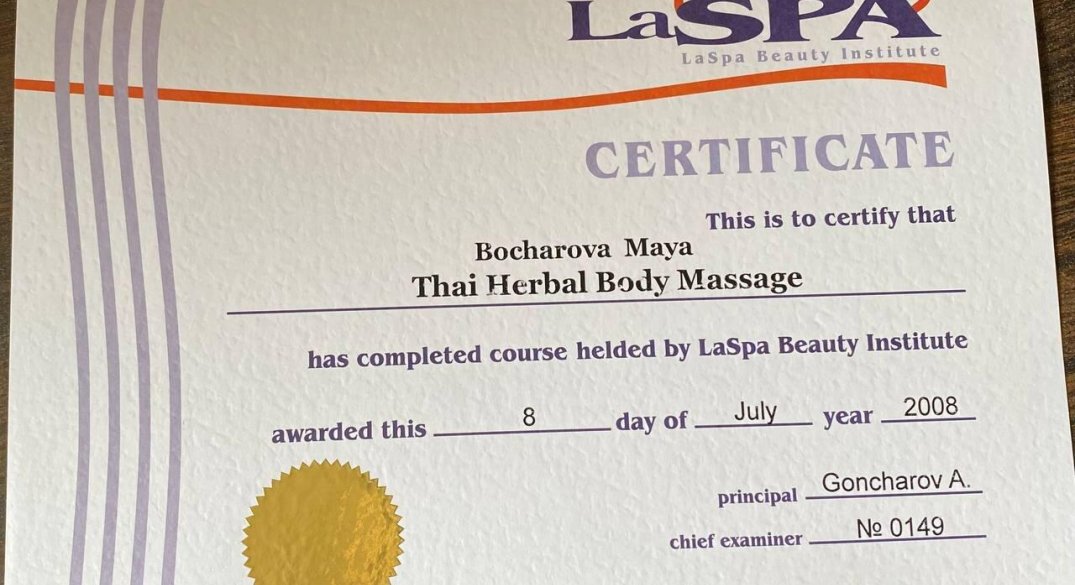 LaSPA
LaSpa Beauty Institute
CERTIFICATE
This is to certify that
Bocharova Maya
Thai Herbal Body Massage
has completed course helded by LaSpa Beauty Institute
awarded this 8 day of July year 2008
principal Goncharov A.
chief examiner № 0149